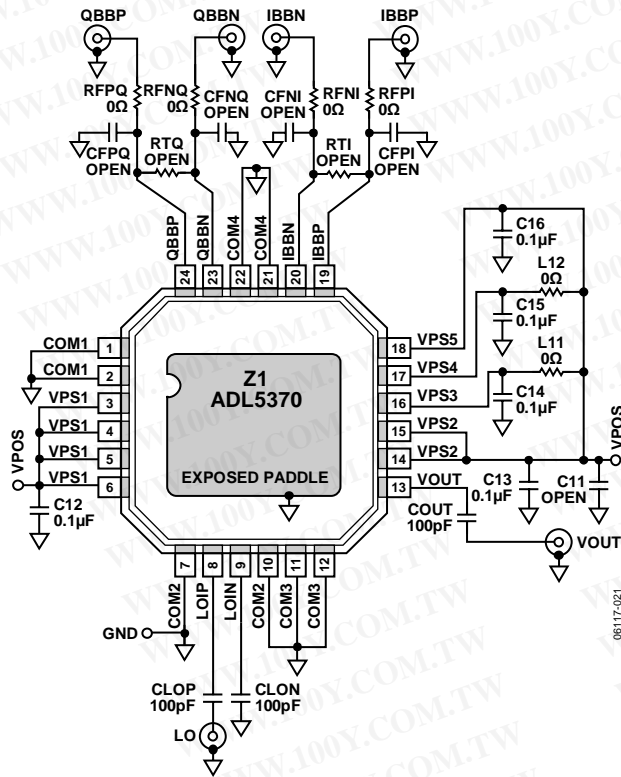 QBBP QBBN IBBN IBBP
RFPQ 0Ω
RFNQ 0Ω
RFNI 0Ω
RFPI 0Ω
CFPQ OPEN
RTQ OPEN
CFNQ OPEN
CFNI OPEN
RTI OPEN
CFPI OPEN
QBBP QBBN COM4 COM4 IBBN IBBP
24 23 22 21 20 19
C16 0.1µF
L12 0Ω
C15 0.1µF
L11 0Ω
C14 0.1µF
COM1 1
COM1 2
VPS1 3
VPS1 4
VPS1 5
VPS1 6
VPOS
C12 0.1µF
Z1
ADL5370
EXPOSED PADDLE
18 VPS5
17 VPS4
16 VPS3
15 VPS2
14 VPS2
13 VOUT
VPOS
C13 0.1µF
C11 OPEN
COUT 100pF
VOUT
7 8 9 10 11 12
COM2 LOIP LOIN COM2 COM3 COM3
GND
CLOP 100pF
CLON 100pF
LO
06117-021
WWW.100Y.COM.TW